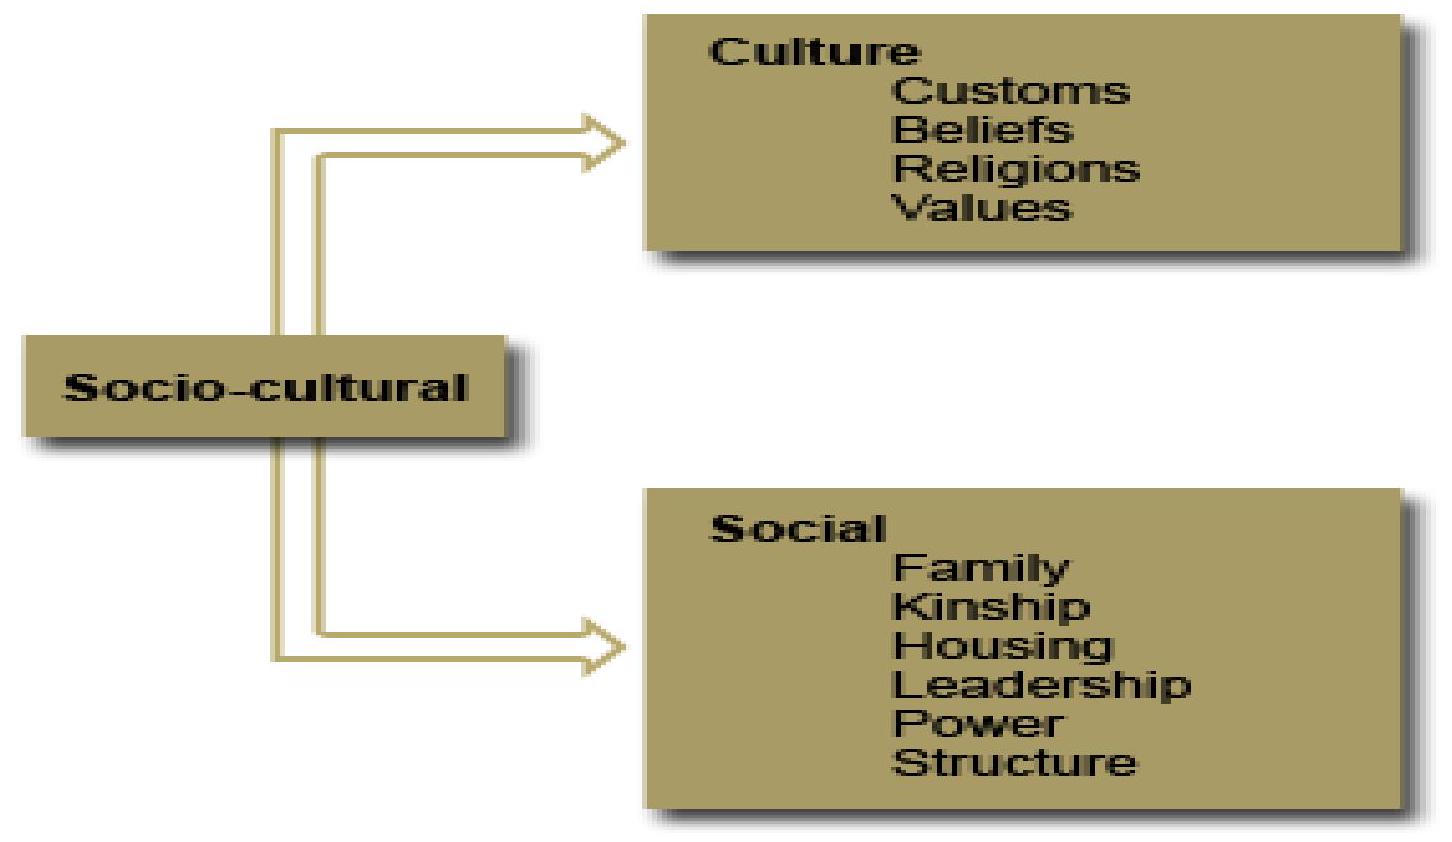 Culture
Customs
Beliefs
Religions
Values
Socio-cultural
Social
Family
Kinship
Housing
Leadership
Power
Structure